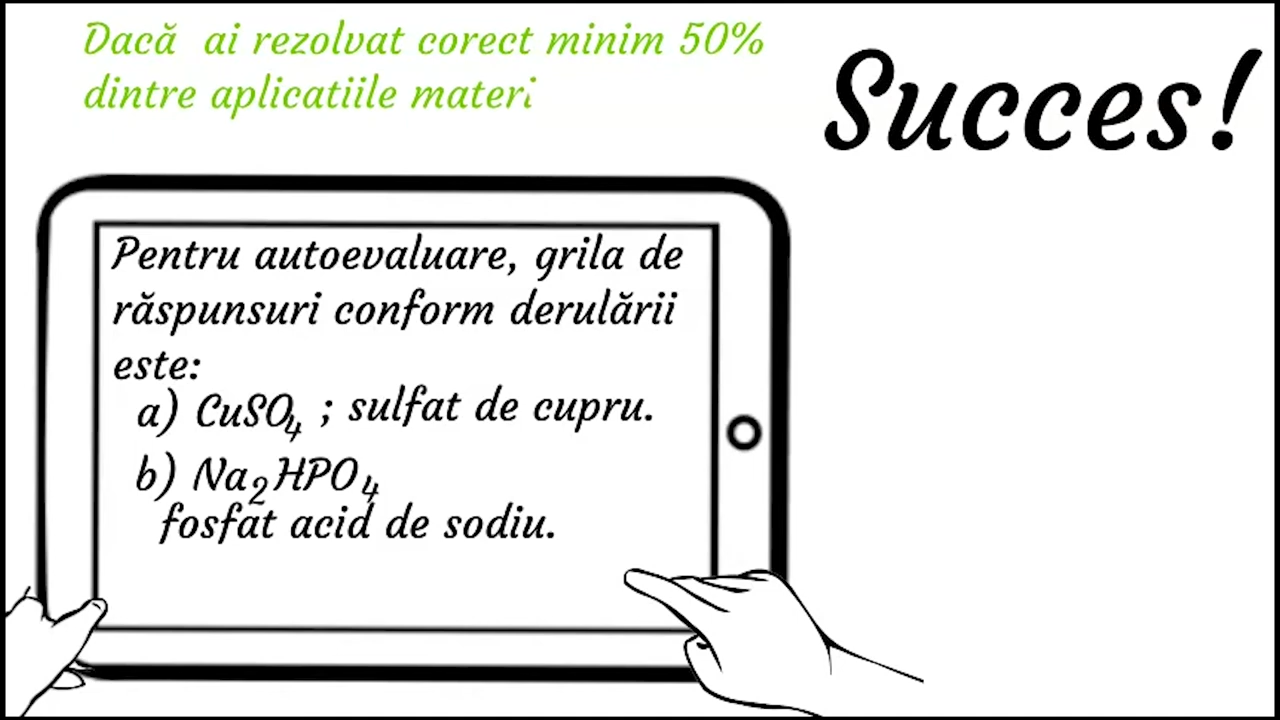 Dacă ai rezolvat corect minim 50%
dintre aplicatiile materi
Succes!
Pentru autoevaluare, grila de
răspunsuri conform derulării
este:
a) CuSO₄ ; sulfat de cupru.
b) Na₂HPO₄
fosfat acid de sodiu.